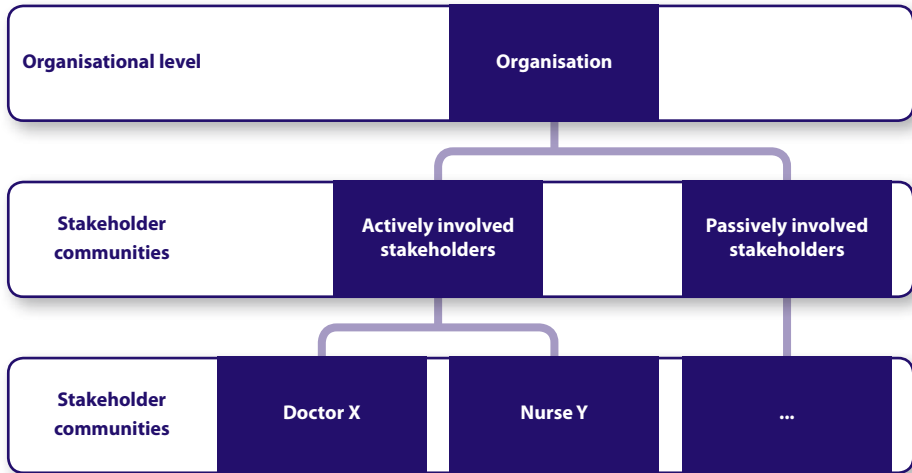 Organisational level
Organisation
Stakeholder
communities
Actively involved
stakeholders
Passively involved
stakeholders
Stakeholder
communities
Doctor X
Nurse Y
...